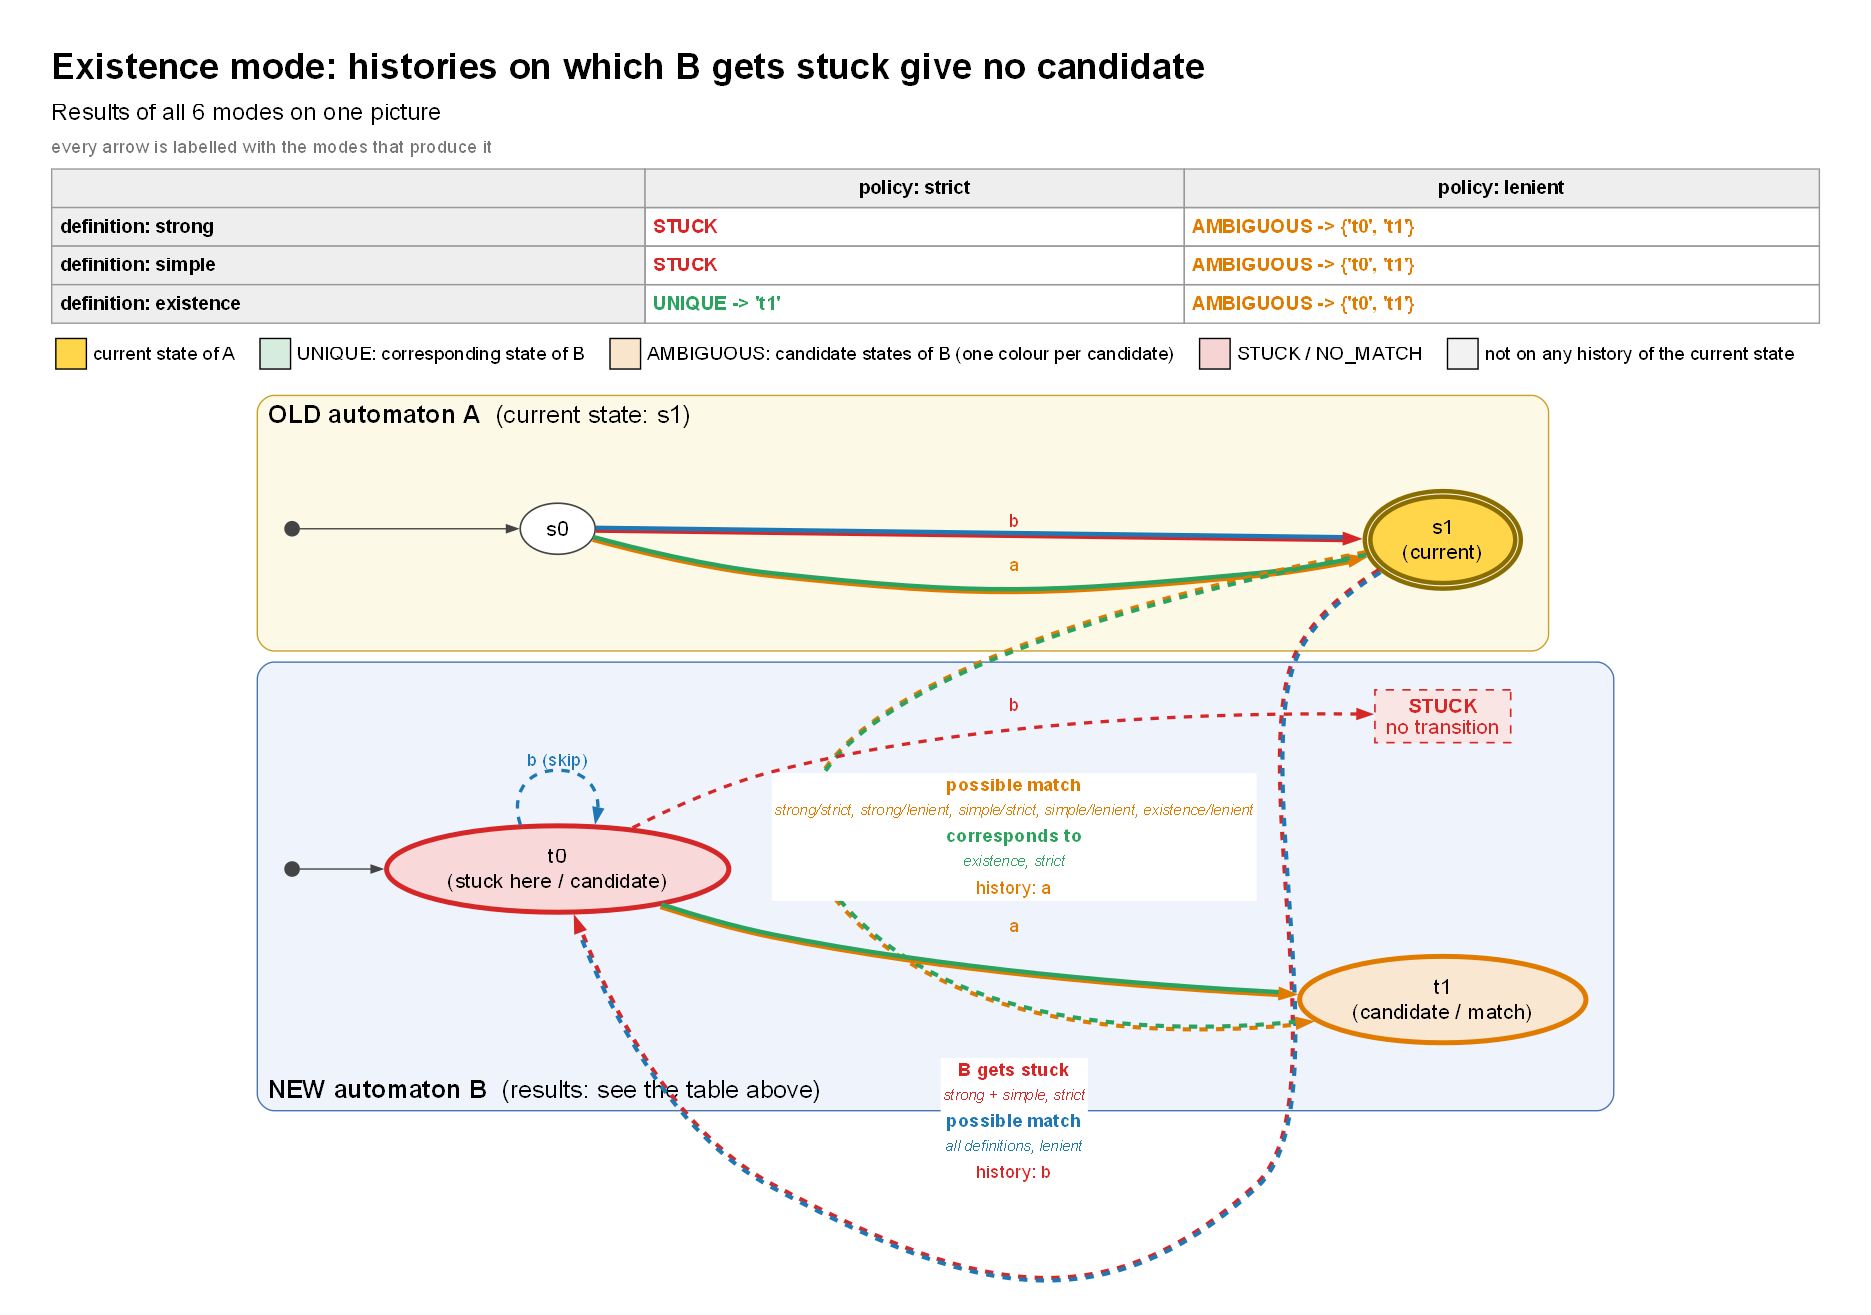 Existence mode: histories on which B gets stuck give no candidate
Results of all 6 modes on one picture
every arrow is labelled with the modes that produce it
policy: strict policy: lenient
definition: strong STUCK AMBIGUOUS -> {'t0', 't1'}
definition: simple STUCK AMBIGUOUS -> {'t0', 't1'}
definition: existence UNIQUE -> 't1' AMBIGUOUS -> {'t0', 't1'}
current state of A UNIQUE: corresponding state of B AMBIGUOUS: candidate states of B (one colour per candidate) STUCK / NO_MATCH not on any history of the current state
OLD automaton A (current state: s1)
s0
b
a
s1
(current)
b
STUCK
no transition
b (skip)
possible match
strong/strict, strong/lenient, simple/strict, simple/lenient, existence/lenient
corresponds to
existence, strict
history: a
t0
(stuck here / candidate)
a
t1
(candidate / match)
NEW automaton B (results: see the table above)
B gets stuck
strong + simple, strict
possible match
all definitions, lenient
history: b